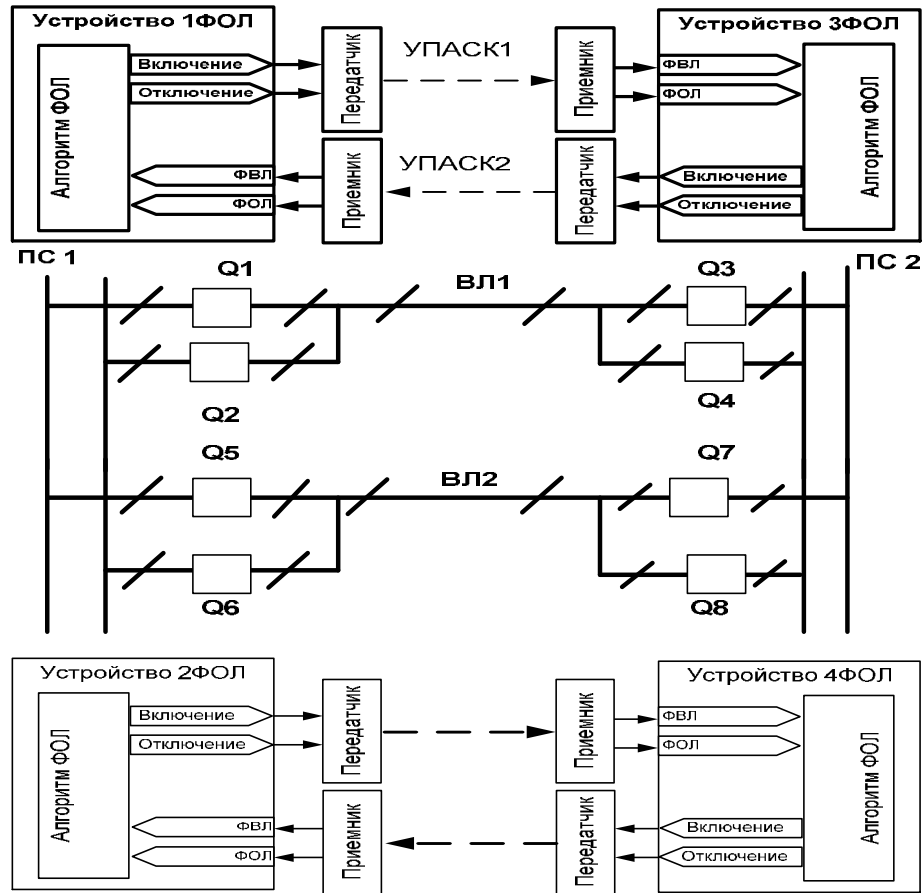 Устройство 1ФОЛ
Алгоритм ФОЛ
Включение
Отключение
ФВЛ
ФОЛ
Передатчик
Приемник
УПАСК1
УПАСК2
Приемник
Передатчик
Устройство 3ФОЛ
ФВЛ
ФОЛ
Включение
Отключение
Алгоритм ФОЛ
ПС 1
Q1
ВЛ1
Q3
ПС 2
Q2
Q4
Q5
ВЛ2
Q7
Q6
Q8
Устройство 2ФОЛ
Алгоритм ФОЛ
Включение
Отключение
ФВЛ
ФОЛ
Передатчик
Приемник
Приемник
Передатчик
Устройство 4ФОЛ
ФВЛ
ФОЛ
Включение
Отключение
Алгоритм ФОЛ